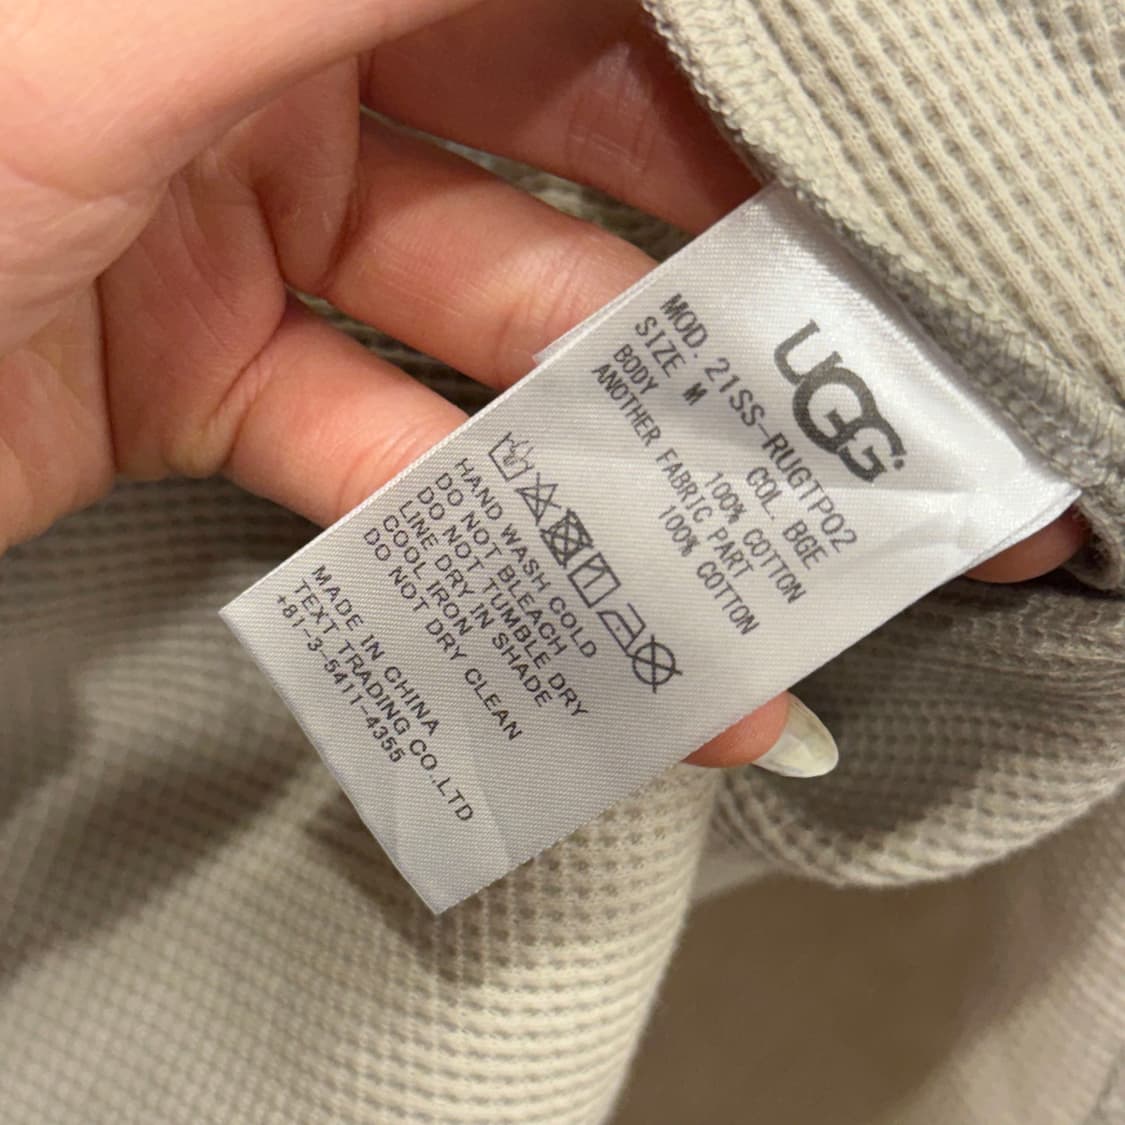 UGG
MOD. 21SS-RUGTP02
SIZE M COL. BGE
BODY 100% COTTON
ANOTHER FABRIC PART
100% COTTON
HAND WASH COLD
DO NOT BLEACH
DO NOT TUMBLE DRY
LINE DRY IN SHADE
COOL IRON
DO NOT DRY CLEAN
MADE IN CHINA
TEXT TRADING CO.,LTD
+81-3-5411-4355